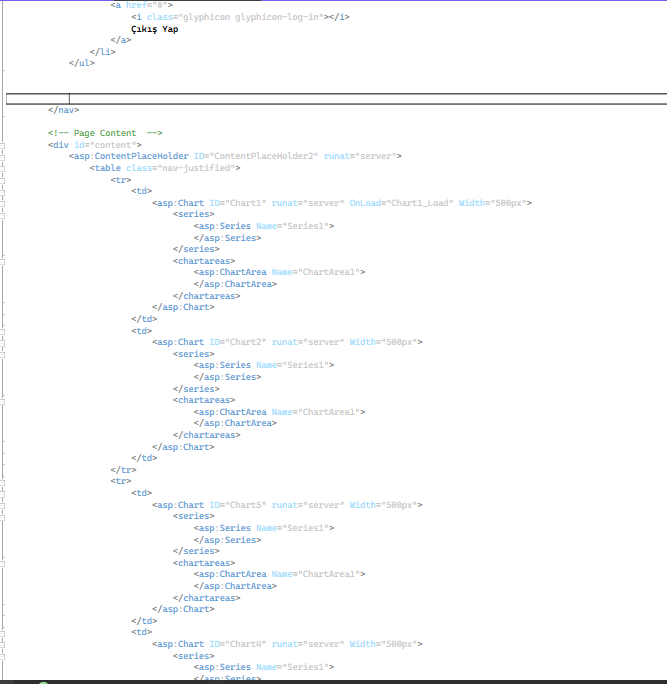 <a href="#">
<i class="glyphicon glyphicon-log-in"></i>
Çıkış Yap
</a>
</li>
</ul>
</nav>
<!-- Page Content  -->
<div id="content">
<asp:ContentPlaceHolder ID="ContentPlaceHolder2" runat="server">
<table class="nav-justified">
<tr>
<td>
<asp:Chart ID="Chart1" runat="server" OnLoad="Chart1_Load" Width="500px">
<series>
<asp:Series Name="Series1">
</asp:Series>
</series>
<chartareas>
<asp:ChartArea Name="ChartArea1">
</asp:ChartArea>
</chartareas>
</asp:Chart>
</td>
<td>
<asp:Chart ID="Chart2" runat="server" Width="500px">
<series>
<asp:Series Name="Series1">
</asp:Series>
</series>
<chartareas>
<asp:ChartArea Name="ChartArea1">
</asp:ChartArea>
</chartareas>
</asp:Chart>
</td>
</tr>
<tr>
<td>
<asp:Chart ID="Chart5" runat="server" Width="500px">
<series>
<asp:Series Name="Series1">
</asp:Series>
</series>
<chartareas>
<asp:ChartArea Name="ChartArea1">
</asp:ChartArea>
</chartareas>
</asp:Chart>
</td>
<td>
<asp:Chart ID="Chart4" runat="server" Width="500px">
<series>
<asp:Series Name="Series1">
</asp:Series>